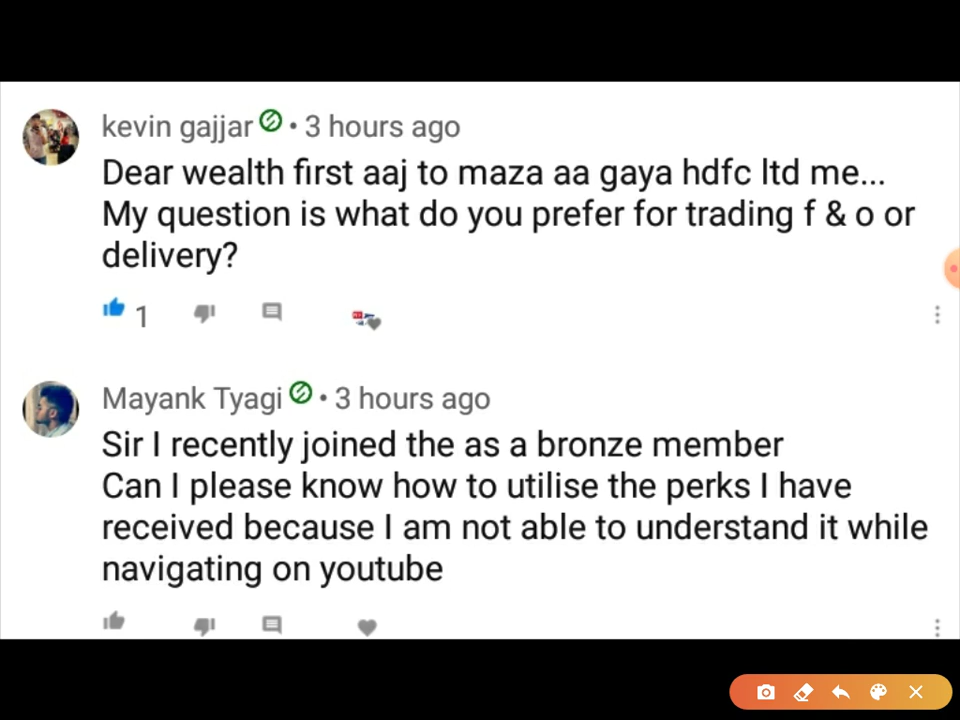 kevin gajjar • 3 hours ago
Dear wealth first aaj to maza aa gaya hdfc ltd me...
My question is what do you prefer for trading f & o or
delivery?
1
Mayank Tyagi • 3 hours ago
Sir I recently joined the as a bronze member
Can I please know how to utilise the perks I have
received because I am not able to understand it while
navigating on youtube